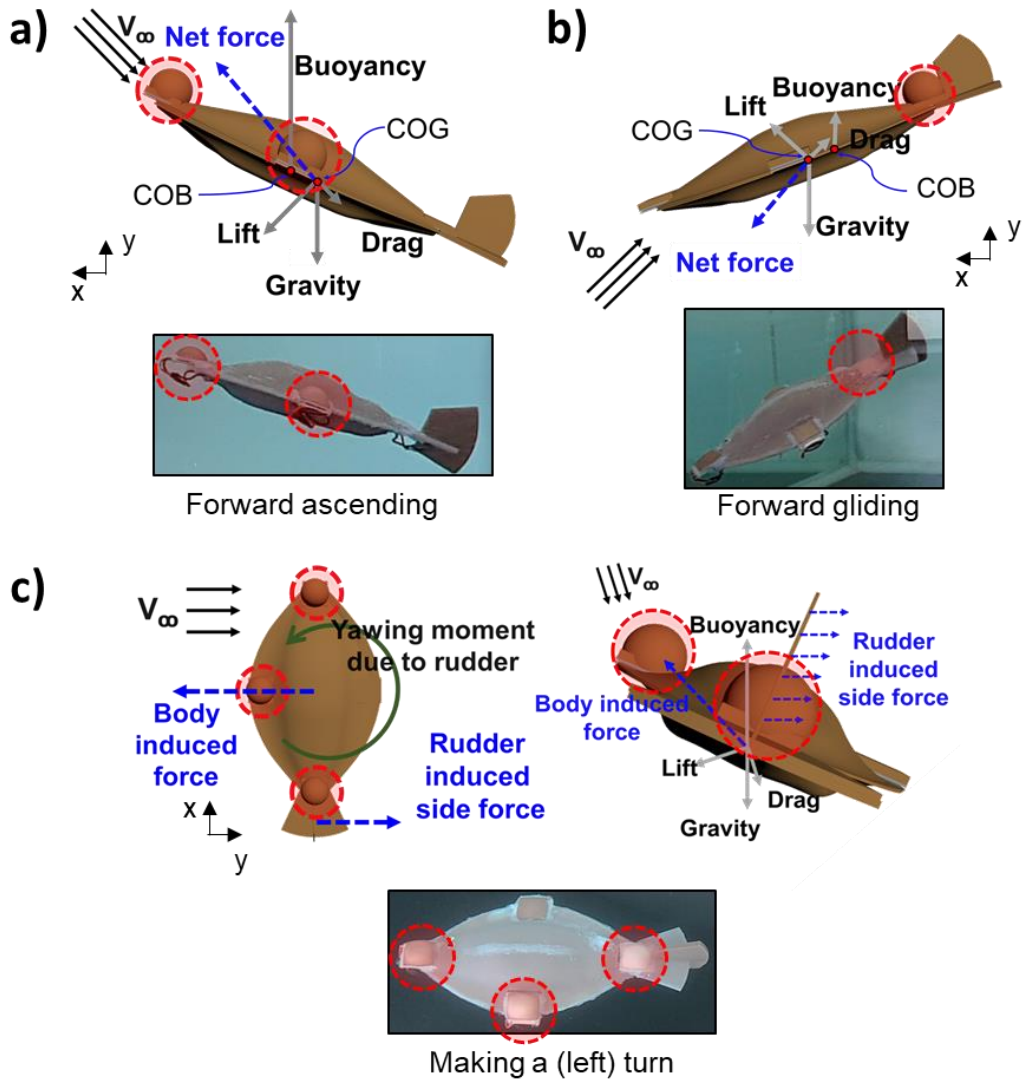 a)
V∞
Net force
Buoyancy
COG
COB
Lift
Drag
Gravity
y
x
Forward ascending
b)
Buoyancy
Lift
COG
Drag
COB
Gravity
V∞
Net force
y
x
Forward gliding
c)
V∞
Yawing moment
due to rudder
Body
induced
force
Rudder
induced
side force
x
y
V∞
Buoyancy
Rudder
induced
side force
Body induced
force
Lift
Drag
Gravity
Making a (left) turn